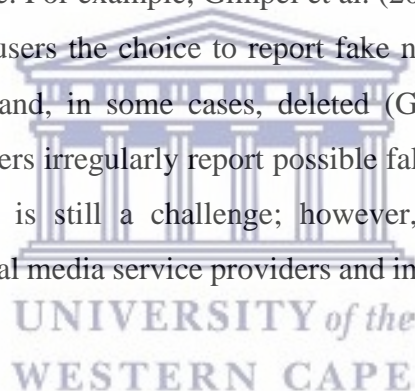 e. For example, Gimpel et al. (20
users the choice to report fake n
and, in some cases, deleted (G
ers irregularly report possible fal
is still a challenge; however,
al media service providers and in
UNIVERSITY of the
WESTERN CAPE